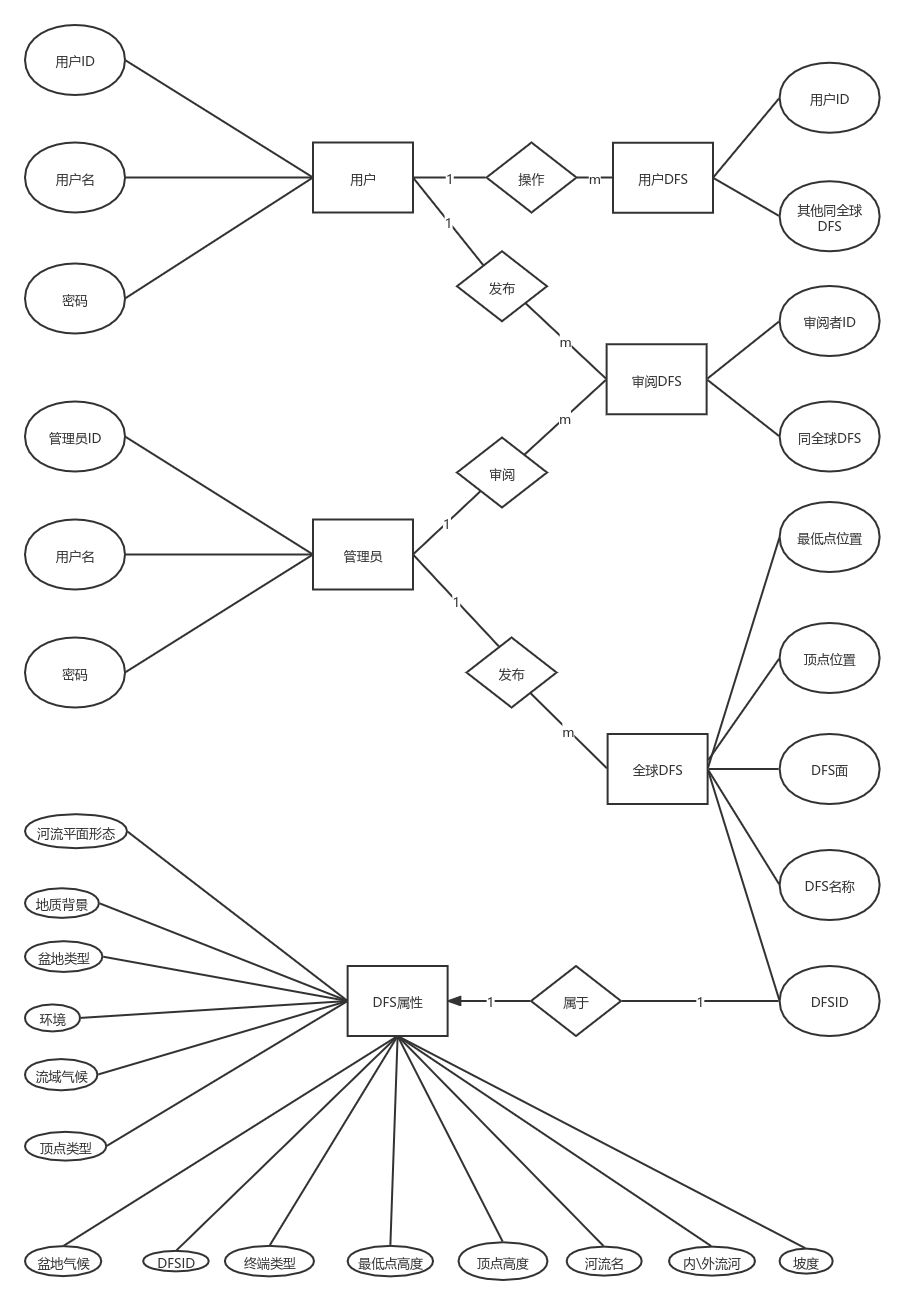 用户ID
用户ID
用户名
用户
1
操作
m
用户DFS
其他同全球
DFS
1
发布
密码
审阅者ID
m
审阅DFS
m
管理员ID
同全球DFS
审阅
1
最低点位置
用户名
管理员
1
顶点位置
密码
发布
m
全球DFS
DFS面
河流平面形态
DFS名称
地质背景
盆地类型
DFS属性
1
属于
1
DFSID
环境
流域气候
顶点类型
盆地气候
DFSID
终端类型
最低点高度
顶点高度
河流名
内\外流河
坡度